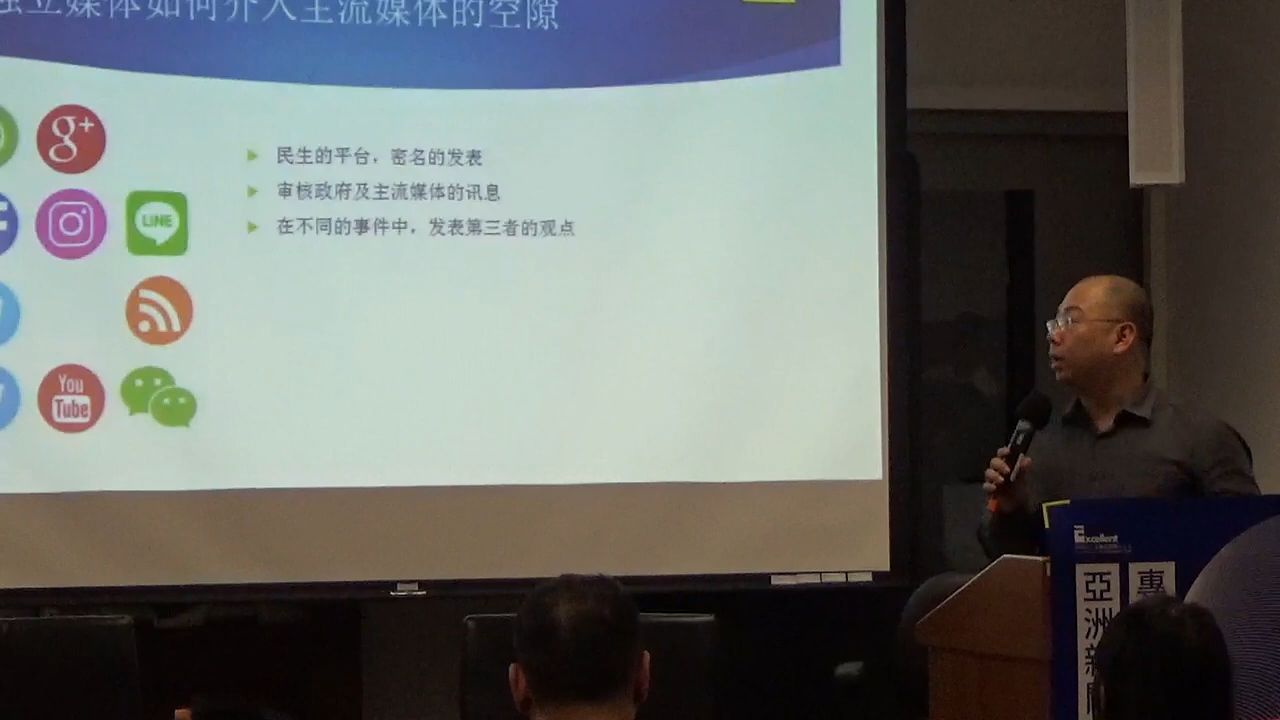 独立媒体如何介入主流媒体的空隙
g+
民生的平台，密名的发表
审核政府及主流媒体的讯息
LINE
在不同的事件中，发表第三者的观点
You
Tube
Excellent
專
亞洲新